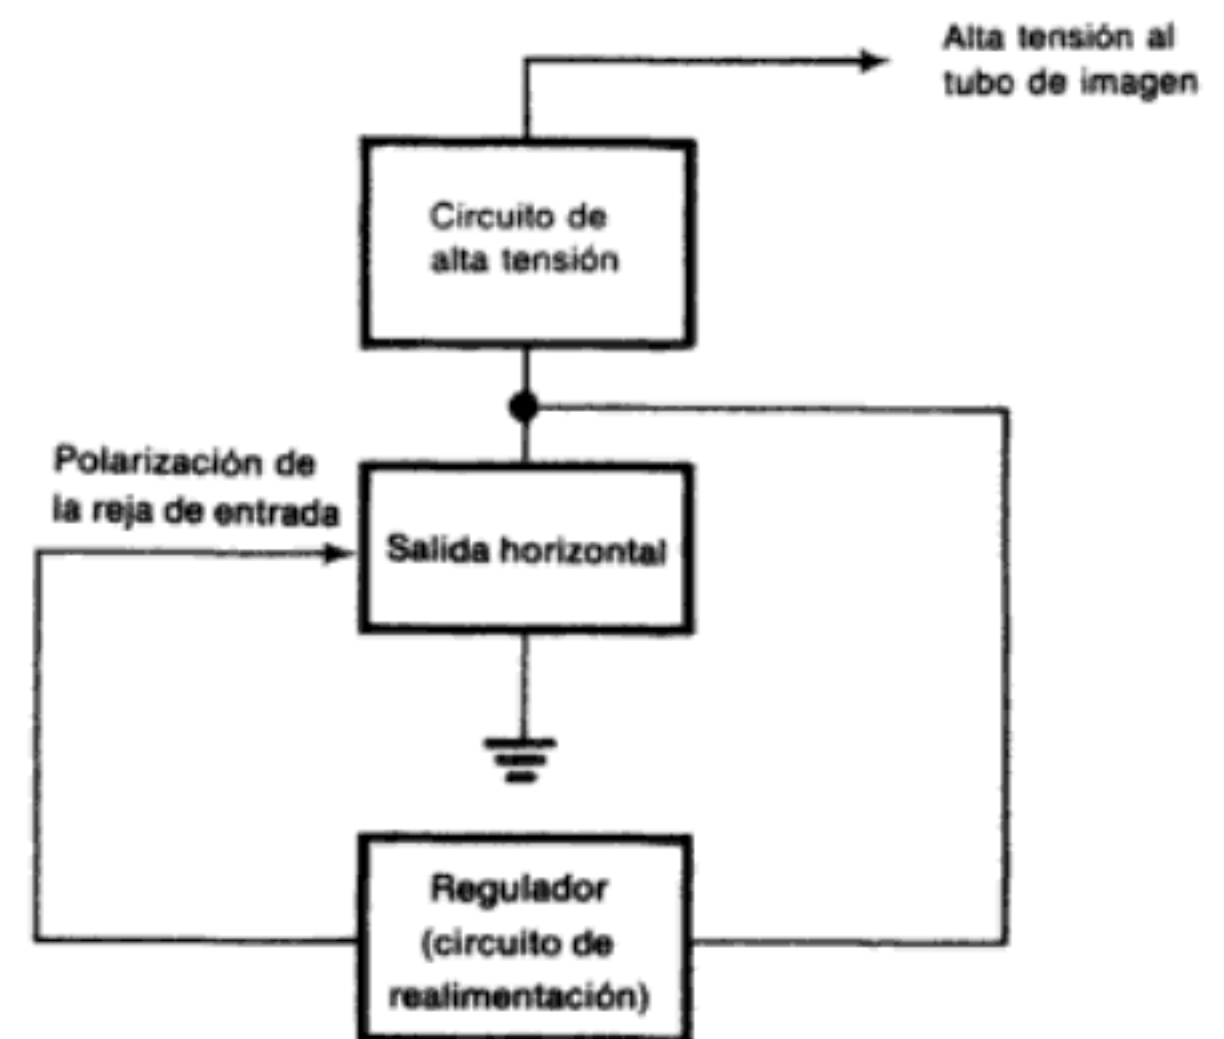 Alta tensión al
tubo de imagen
Circuito de
alta tensión
Polarización de
la reja de entrada
Salida horizontal
Regulador
(circuito de
realimentación)